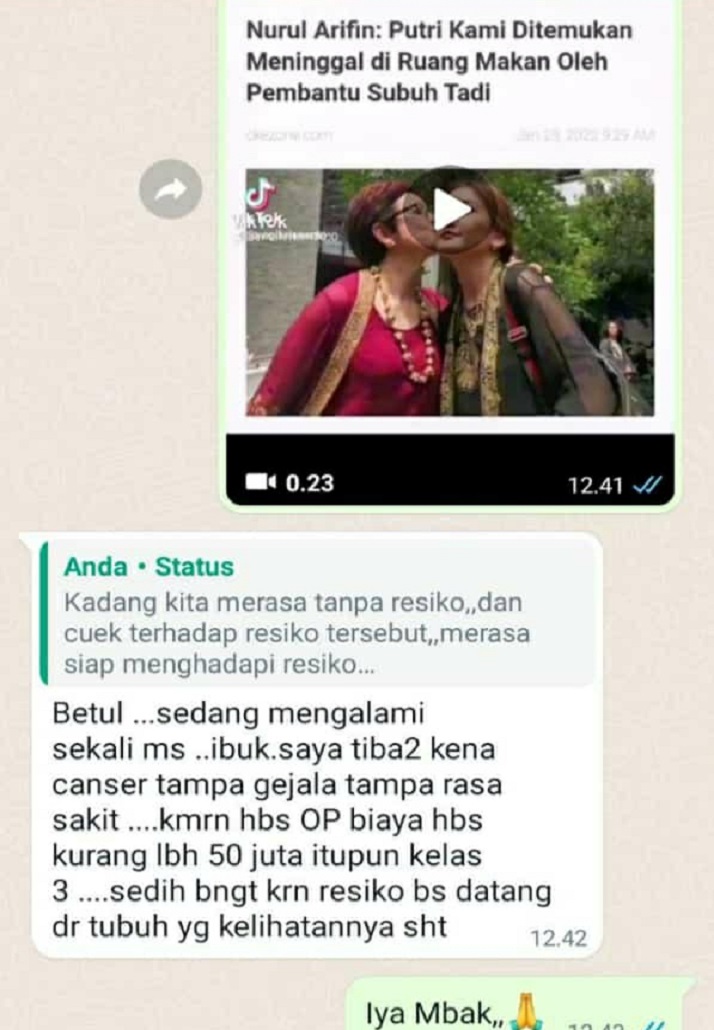 Nurul Arifin: Putri Kami Ditemukan
Meninggal di Ruang Makan Oleh
Pembantu Subuh Tadi
okezone.com
TikTok
0.23
12.41
Anda • Status
Kadang kita merasa tanpa resiko,,dan
cuek terhadap resiko tersebut,,merasa
siap menghadapi resiko...
Betul ...sedang mengalami
sekali ms ..ibuk.saya tiba2 kena
canser tampa gejala tampa rasa
sakit ....kmrn hbs OP biaya hbs
kurang lbh 50 juta itupun kelas
3 ....sedih bngt krn resiko bs datang
dr tubuh yg kelihatannya sht
12.42
Iya Mbak,,🙏